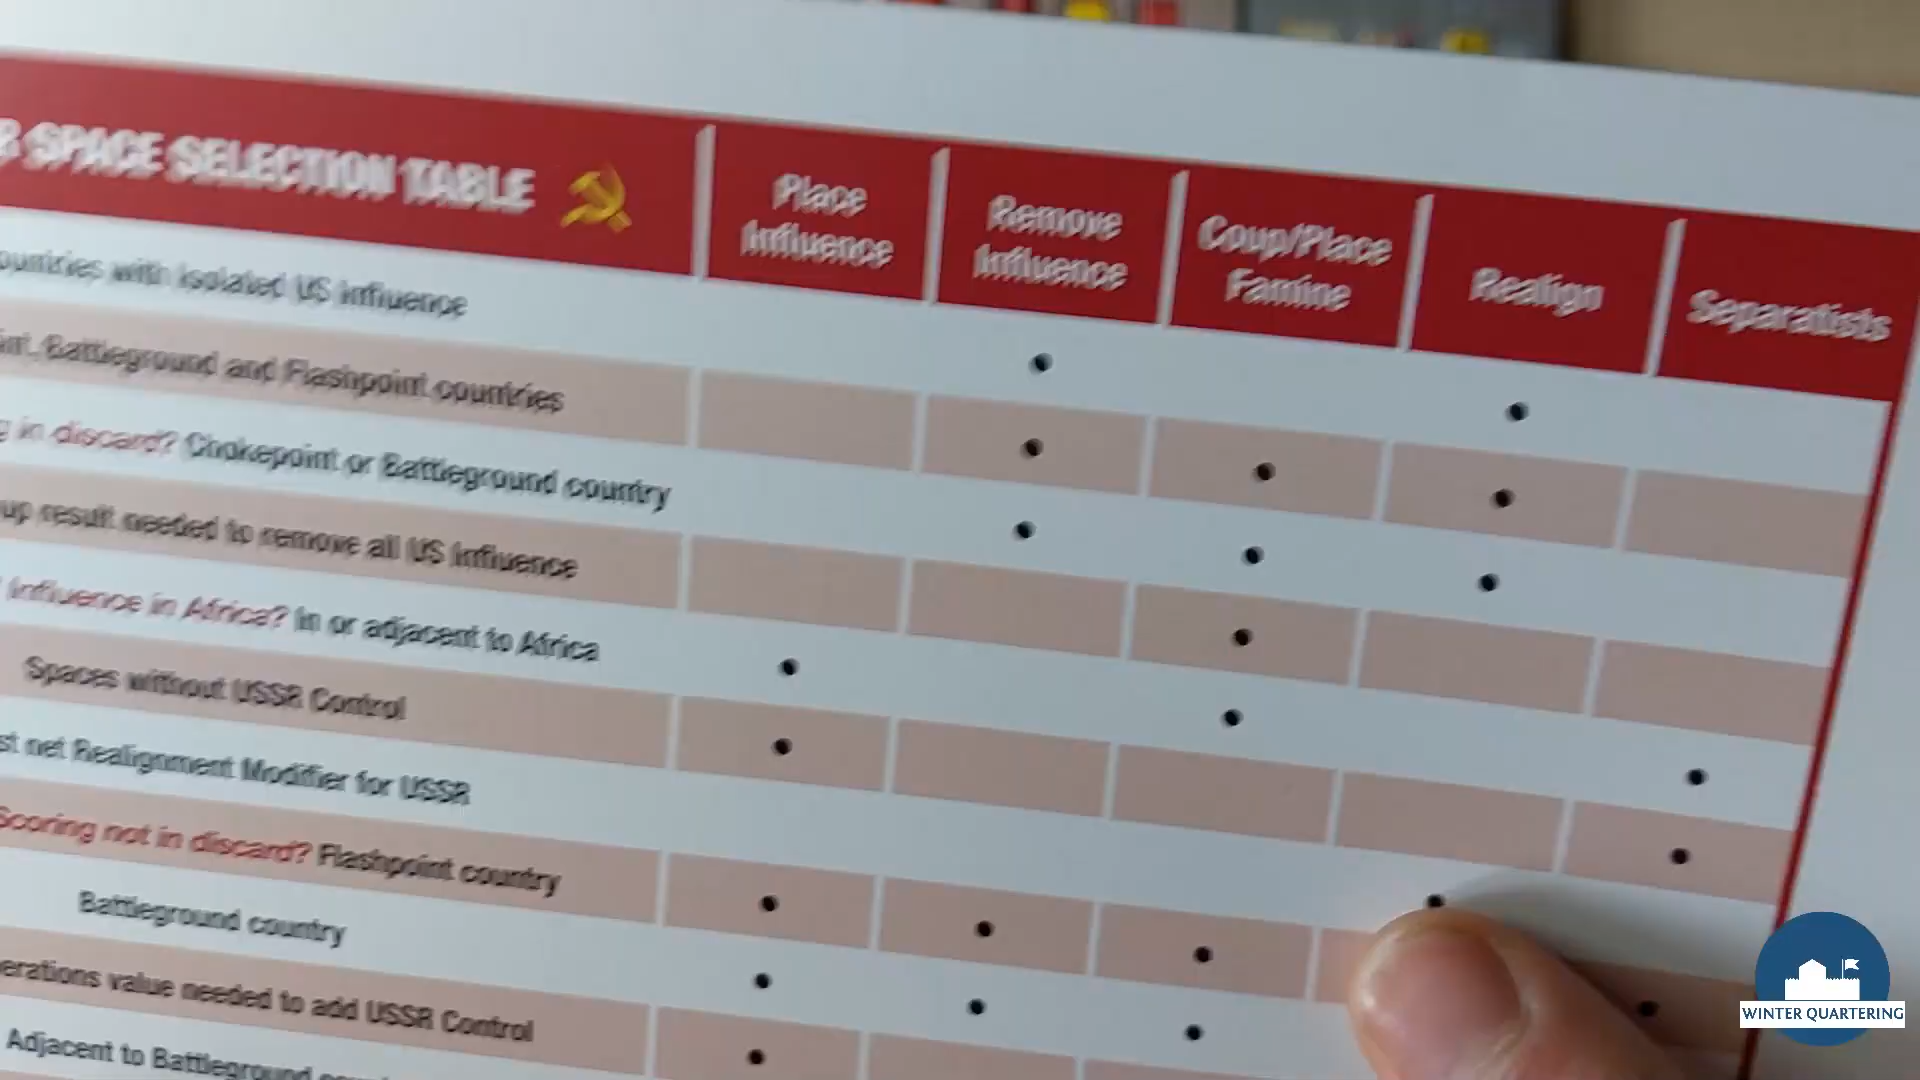 SPACE SELECTION TABLE
Place
Influence
Remove
Influence
Coup/Place
Famine
Realign
Separatists
with isolated US influence
Battleground and Flashpoint countries
in discard? Chokepoint or Battleground country
result needed to remove all US influence
influence in Africa? In or adjacent to Africa
Spaces without USSR Control
net Realignment Modifier for USSR
Scoring not in discard? Flashpoint country
Battleground country
value needed to add USSR Control
Adjacent to Battleground
WINTER QUARTERING